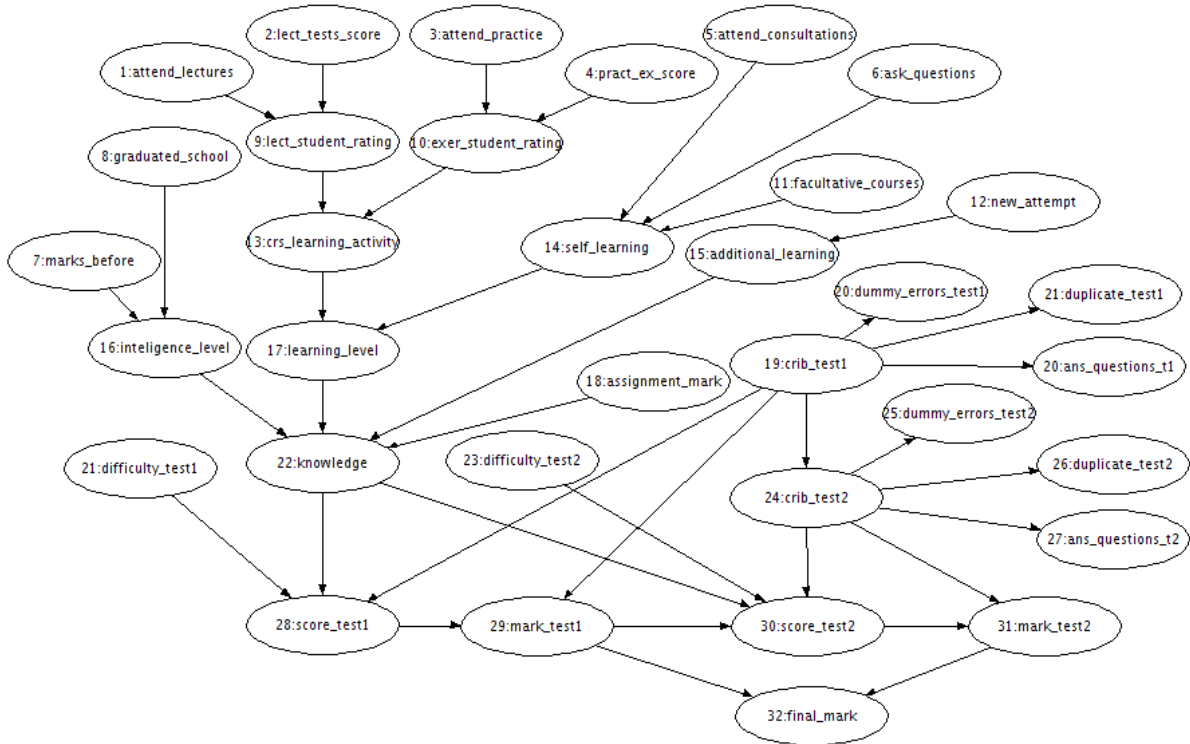 2:lect_tests_score
3:attend_practice
5:attend_consultations
1:attend_lectures
4:pract_ex_score
6:ask_questions
9:lect_student_rating
10:exer_student_rating
8:graduated_school
11:facultative_courses
12:new_attempt
13:crs_learning_activity
14:self_learning
15:additional_learning
7:marks_before
20:dummy_errors_test1
21:duplicate_test1
16:inteligence_level
17:learning_level
19:crib_test1
20:ans_questions_t1
18:assignment_mark
25:dummy_errors_test2
21:difficulty_test1
22:knowledge
23:difficulty_test2
26:duplicate_test2
24:crib_test2
27:ans_questions_t2
28:score_test1
29:mark_test1
30:score_test2
31:mark_test2
32:final_mark